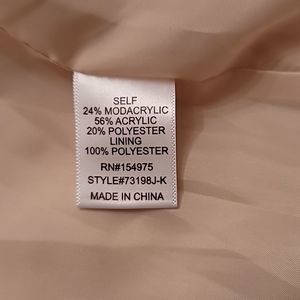 SELF
24% MODACRYLIC
56% ACRYLIC
20% POLYESTER
LINING
100% POLYESTER
RN#154975
STYLE#73198J-K
MADE IN CHINA